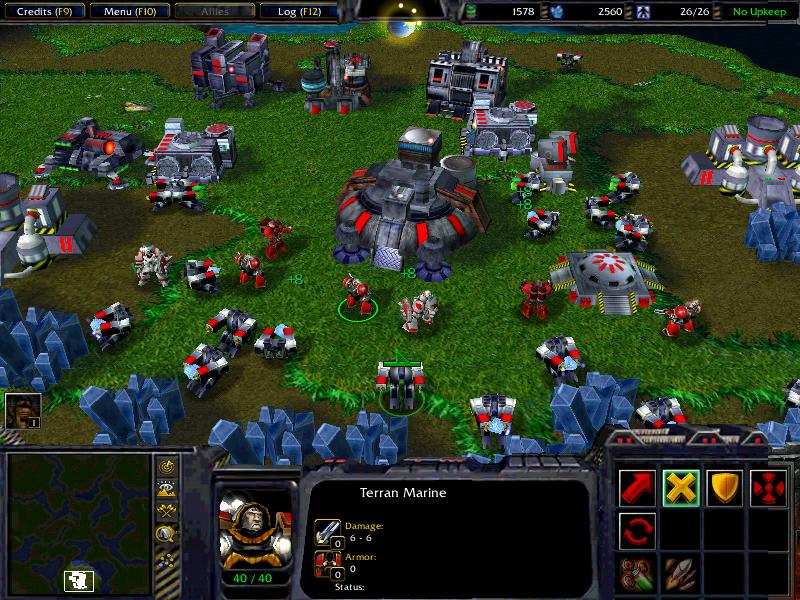 Credits (F9) Menu (F10) Allies Log (F12) 1578 2560 26/26 No Upkeep
+8
+8
+8 +8
Terran Marine
Damage:
6 - 6
0
Armor:
0
0
Status:
40 / 40
1